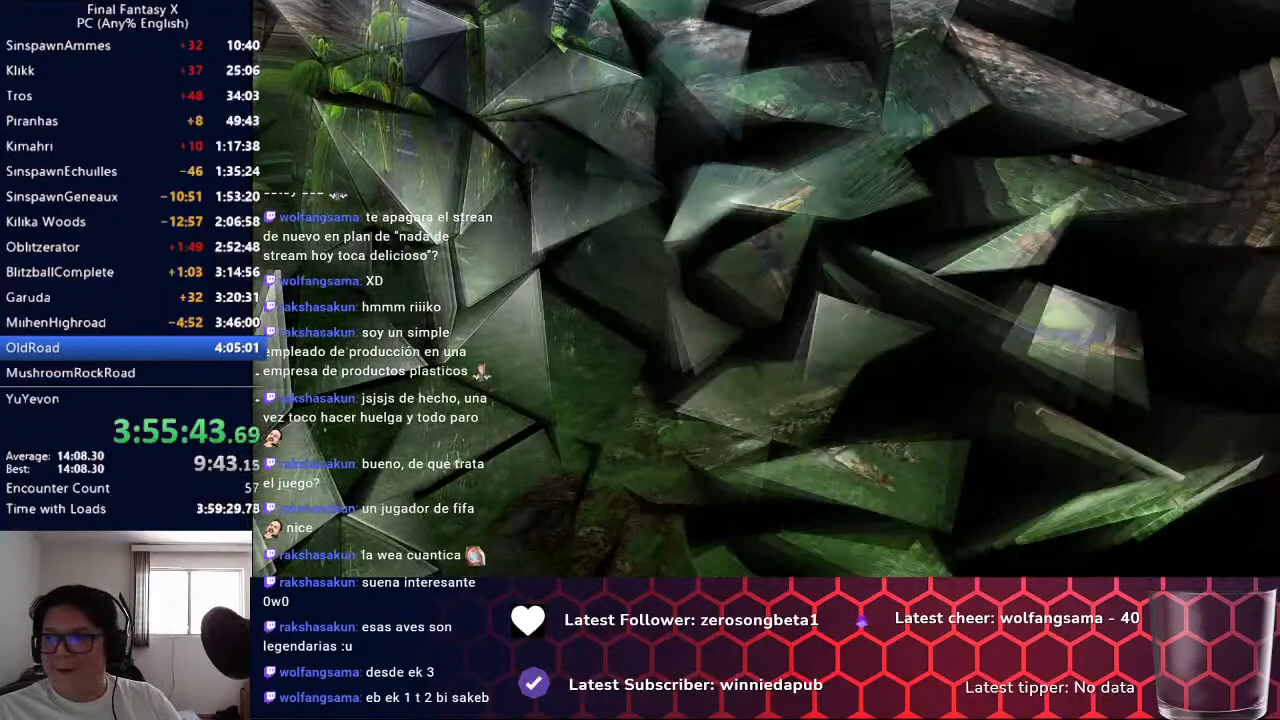 Final Fantasy X
PC (Any% English)
SinspawnAmmes +32 10:40
Klikk +37 25:06
Tros +48 34:03
Piranhas +8 49:43
Kimahri +10 1:17:38
SinspawnEchuilles -46 1:35:24
SinspawnGeneaux -10:51 1:53:20
Kilika Woods -12:57 2:06:58
Oblitzerator +1:49 2:52:48
BlitzballComplete +1:03 3:14:56
Garuda +32 3:20:31
MiihenHighroad -4:52 3:46:00
OldRoad 4:05:01
MushroomRockRoad -
YuYevon -
3:55:43.69
Average: 14:08.30
Best: 14:08.30
9:43.15
Encounter Count 57
Time with Loads 3:59:29.78
wolfangsama: te apagara el strean
de nuevo en plan de "nada de
stream hoy toca delicioso"?
wolfangsama: XD
rakshasakun: hmmm riiiko
rakshasakun: soy un simple
empleado de producción en una
empresa de productos plasticos
rakshasakun: jsjsjs de hecho, una
vez toco hacer huelga y todo paro
rakshasakun: bueno, de que trata
el juego?
rakshasakun: un jugador de fifa
nice
rakshasakun: la wea cuantica
rakshasakun: suena interesante
0w0
rakshasakun: esas aves son
legendarias :u
wolfangsama: desde ek 3
wolfangsama: eb ek 1 t 2 bi sakeb
Latest Follower: zerosongbeta1
Latest cheer: wolfangsama - 40
Latest Subscriber: winniedapub
Latest tipper: No data